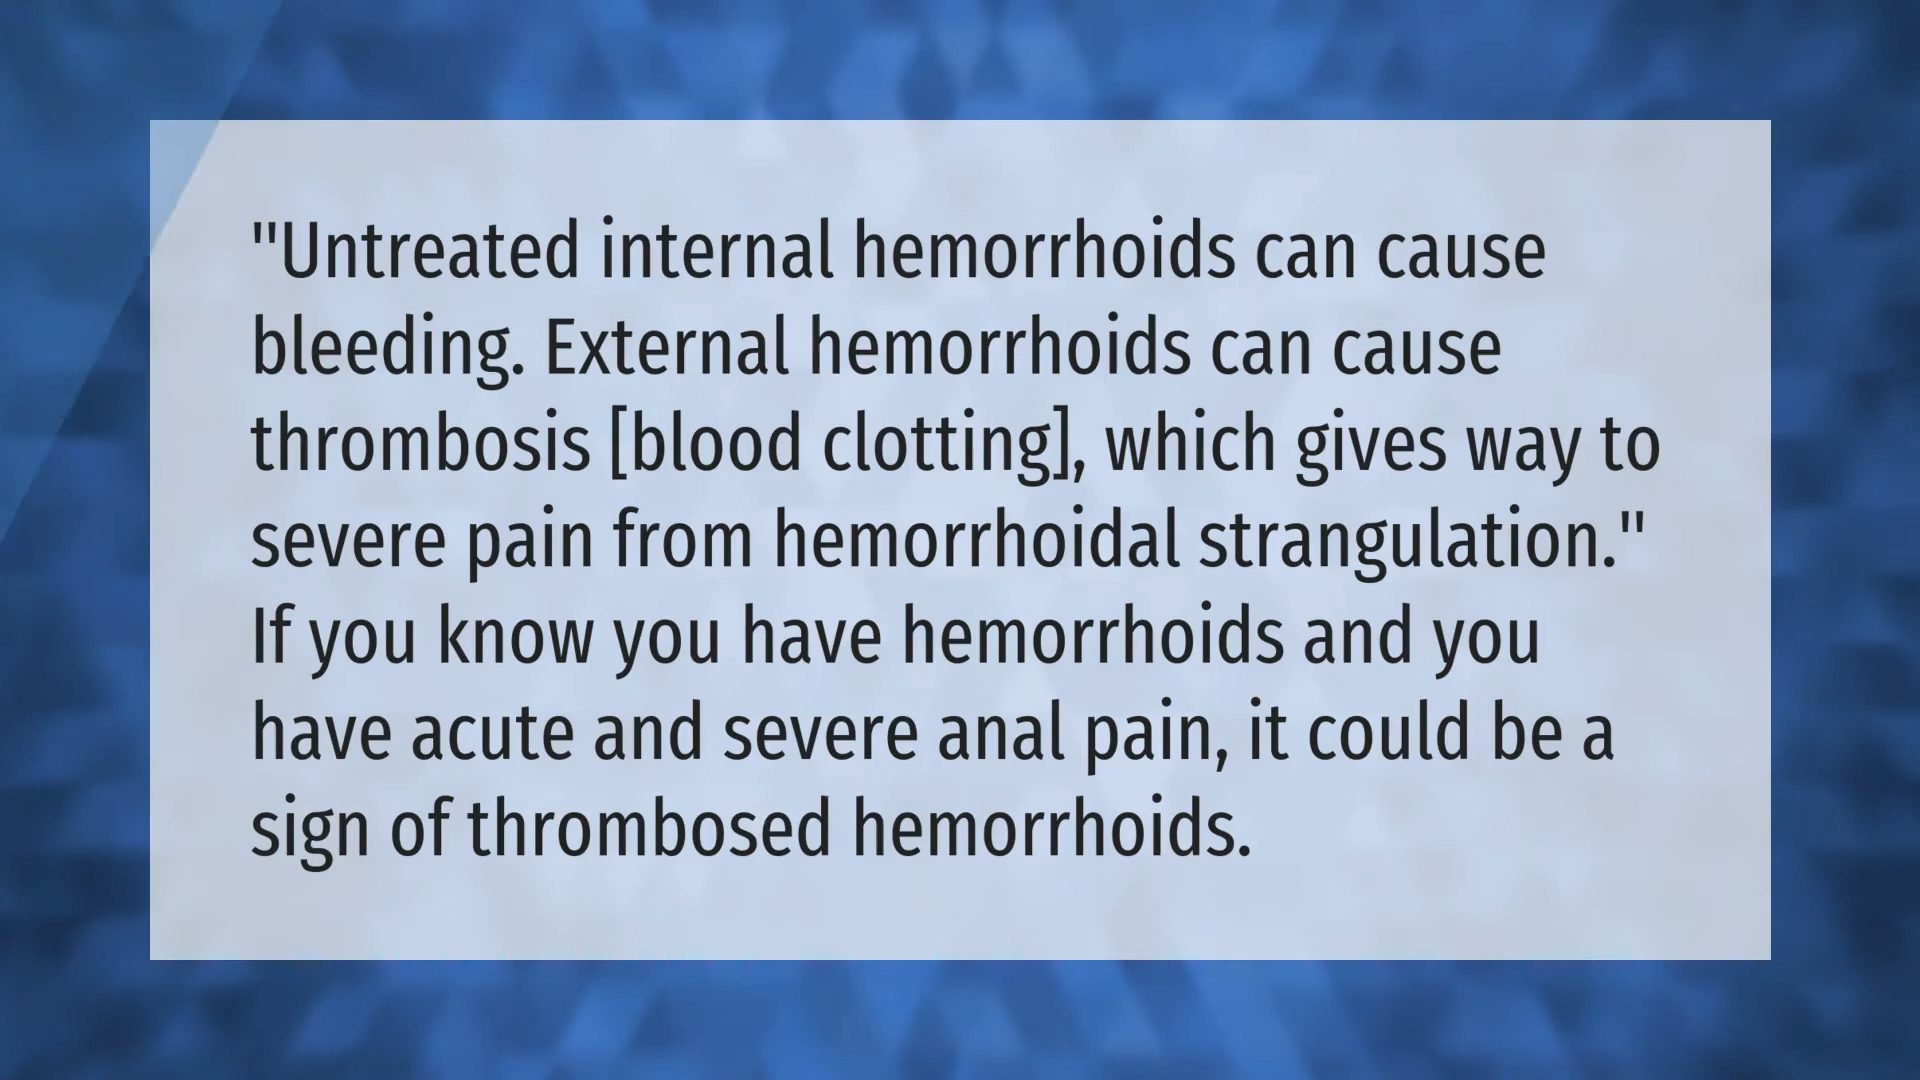 "Untreated internal hemorrhoids can cause
bleeding. External hemorrhoids can cause
thrombosis [blood clotting], which gives way to
severe pain from hemorrhoidal strangulation."
If you know you have hemorrhoids and you
have acute and severe anal pain, it could be a
sign of thrombosed hemorrhoids.